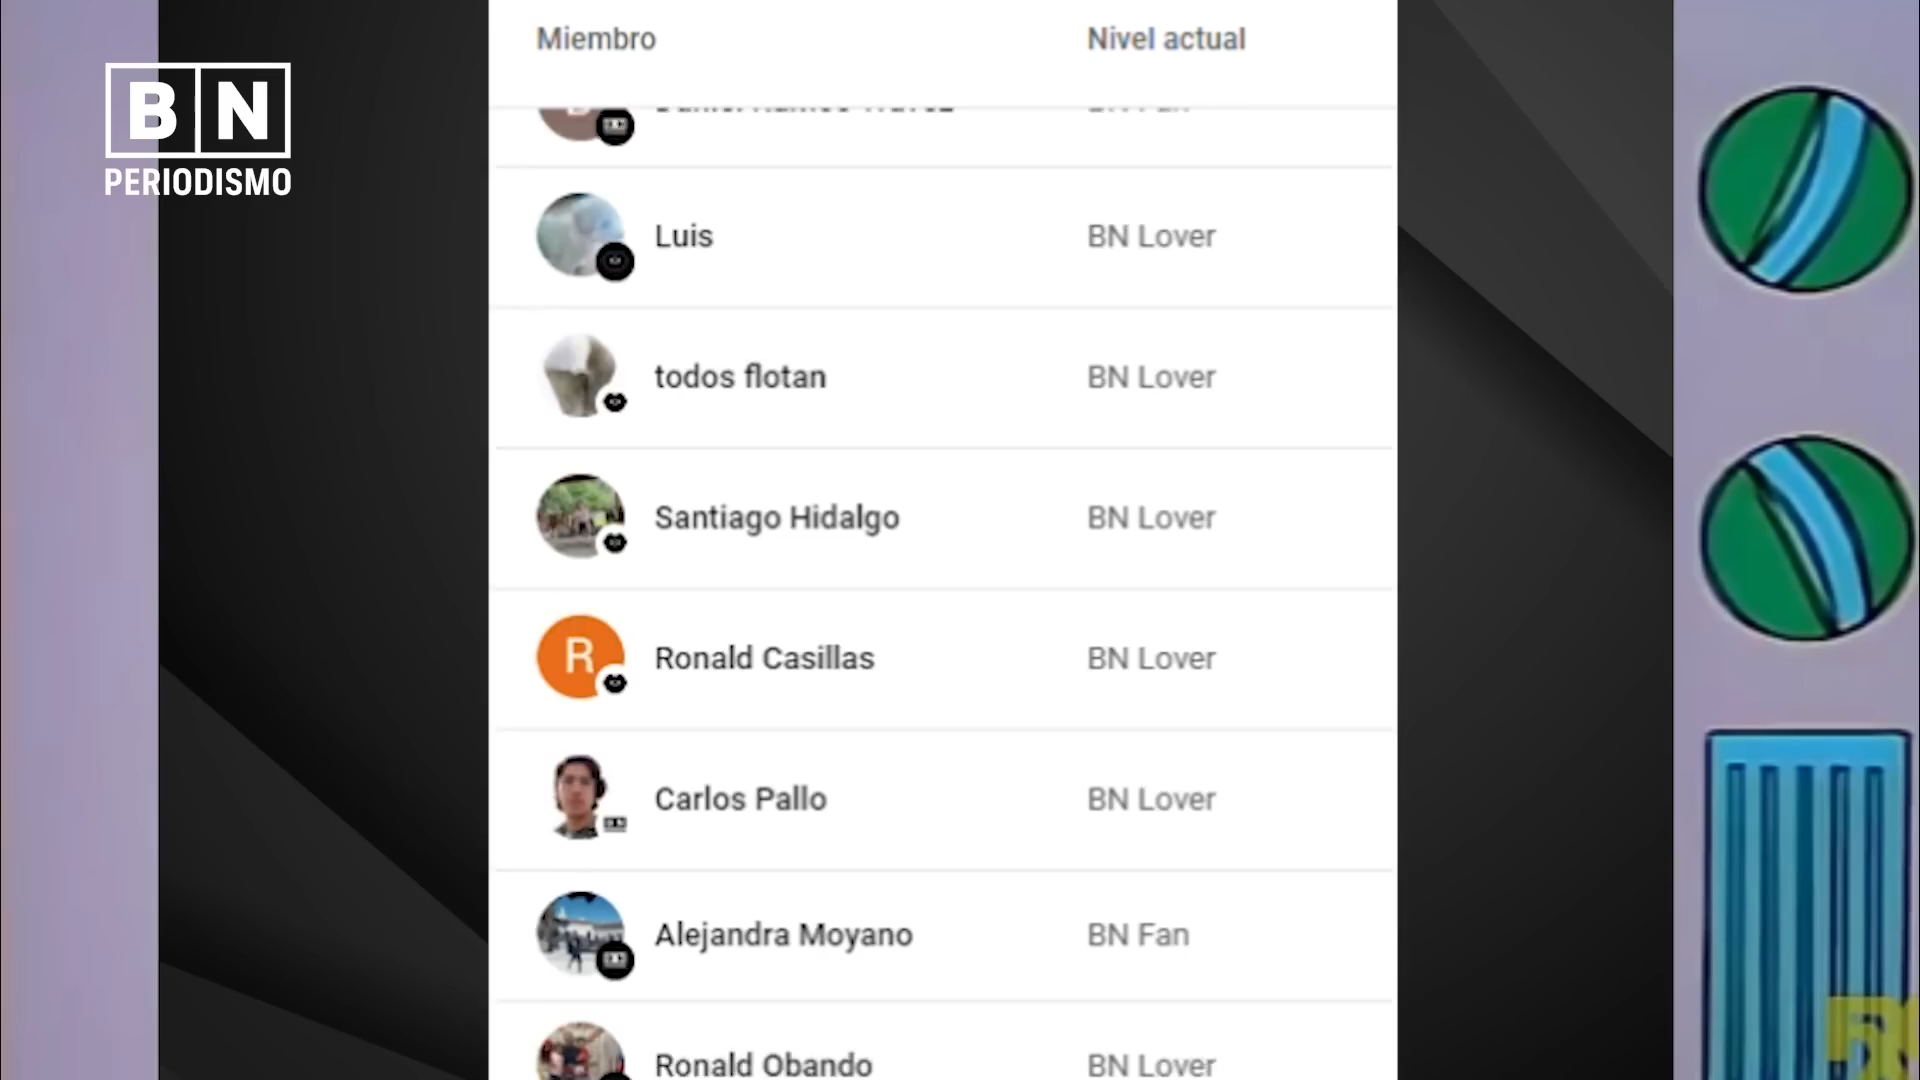 BN
PERIODISMO
Miembro Nivel actual
Luis BN Lover
todos flotan BN Lover
Santiago Hidalgo BN Lover
R
Ronald Casillas BN Lover
Carlos Pallo BN Lover
Alejandra Moyano BN Fan
Ronald Obando BN Lover